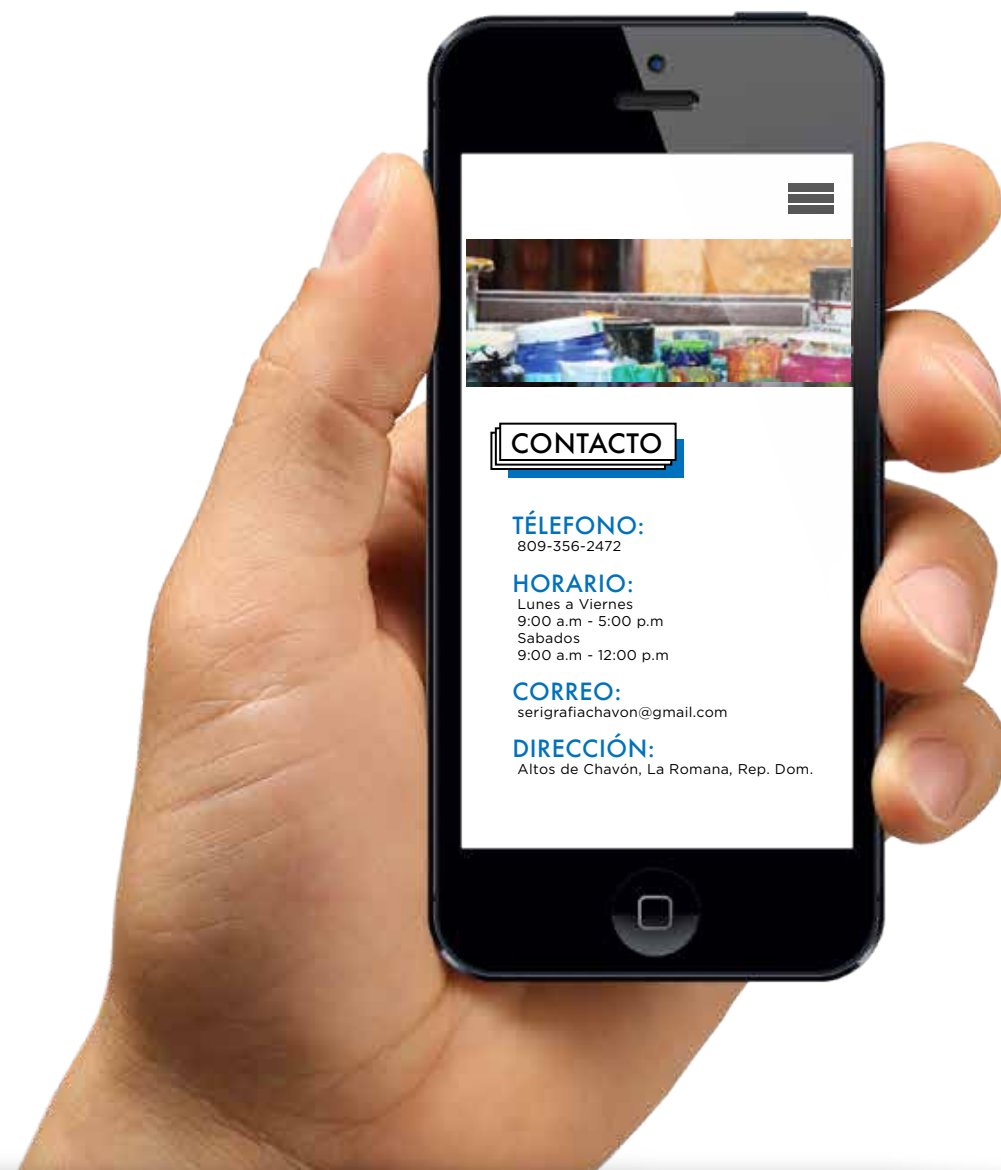 CONTACTO
TÉLEFONO:
809-356-2472
HORARIO:
Lunes a Viernes
9:00 a.m - 5:00 p.m
Sabados
9:00 a.m - 12:00 p.m
CORREO:
serigrafiachavon@gmail.com
DIRECCIÓN:
Altos de Chavón, La Romana, Rep. Dom.